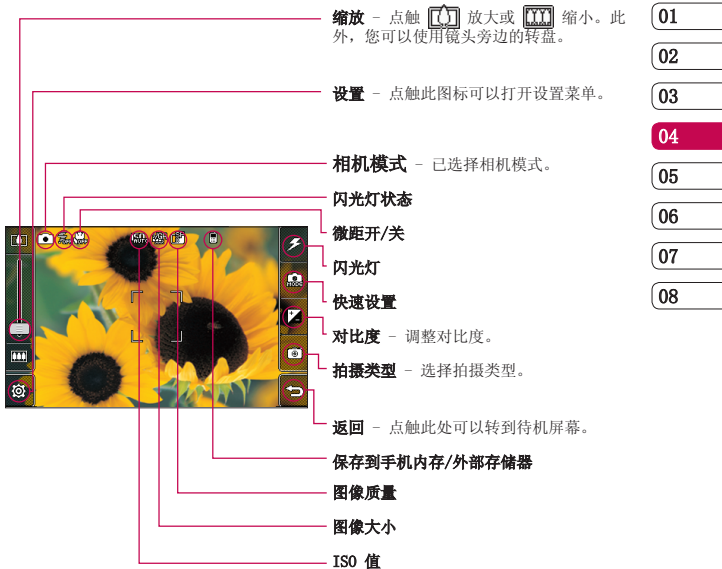 缩放 – 点触 放大或 缩小。此
外，您可以使用镜头旁边的转盘。
设置 – 点触此图标可以打开设置菜单。
相机模式 – 已选择相机模式。
闪光灯状态
微距开/关
闪光灯
快速设置
对比度 – 调整对比度。
拍摄类型 – 选择拍摄类型。
返回 – 点触此处可以转到待机屏幕。
保存到手机内存/外部存储器
图像质量
图像大小
ISO 值
01
02
03
04
05
06
07
08
OFF
OFF
ISO
AUTO
MODE